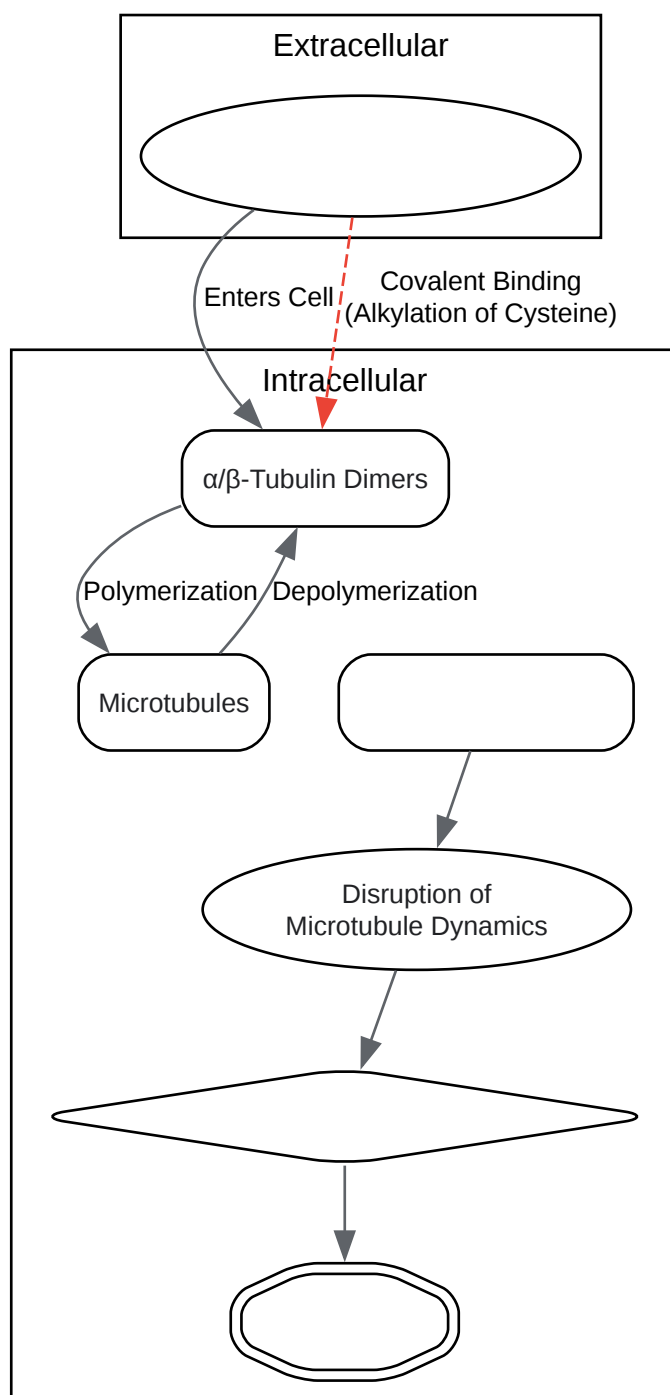 Extracellular
Enters Cell
Covalent Binding
(Alkylation of Cysteine)
Intracellular
α/β-Tubulin Dimers
Polymerization
Depolymerization
Microtubules
Disruption of
Microtubule Dynamics